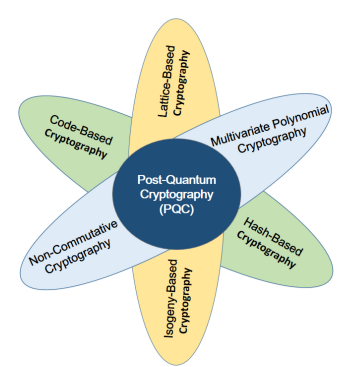 Lattice-Based
Cryptography
Multivariate Polynomial
Cryptography
Code-Based
Cryptography
Post-Quantum
Cryptography
(PQC)
Non-Commutative
Cryptography
Hash-Based
Cryptography
Isogeny-Based
Cryptography